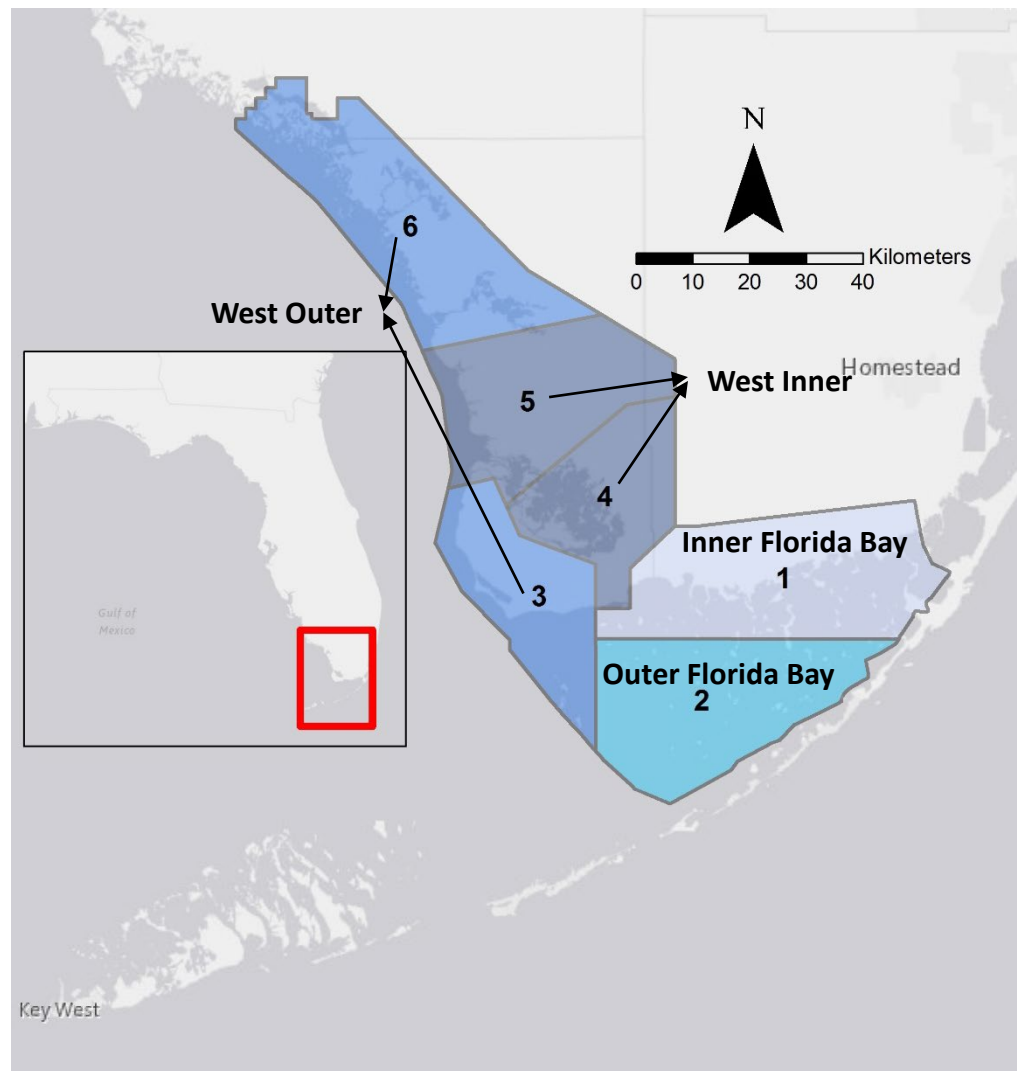 N
Kilometers
0 10 20 30 40
6
West Outer
Homestead
West Inner
5
4
Inner Florida Bay
1
3
Gulf of
Mexico
Outer Florida Bay
2
Key West